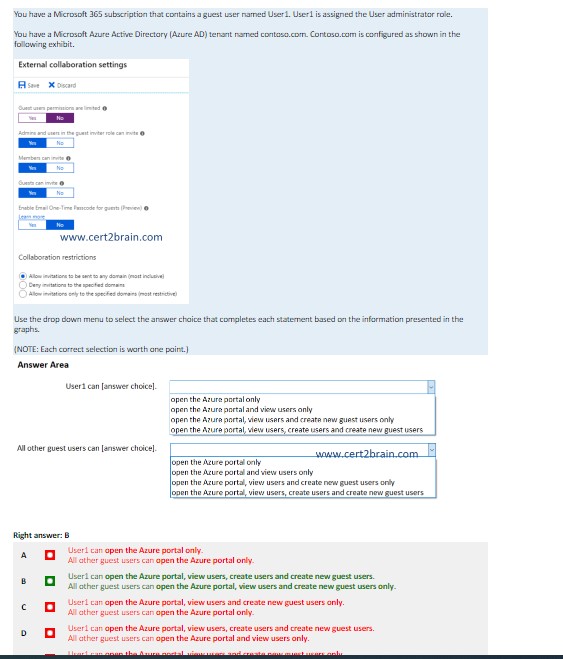 You have a Microsoft 365 subscription that contains a guest user named User1. User1 is assigned the User administrator role.
You have a Microsoft Azure Active Directory (Azure AD) tenant named contoso.com. Contoso.com is configured as shown in the
following exhibit.
External collaboration settings
Save Discard
Guest users permissions are limited
Yes No
Admins and users in the guest inviter role can invite
Yes No
Members can invite
Yes No
Guests can invite
Yes No
Enable Email One-Time Passcode for guests (Preview)
Learn more
Yes No
www.cert2brain.com
Collaboration restrictions
Allow invitations to be sent to any domain (most inclusive)
Deny invitations to the specified domains
Allow invitations only to the specified domains (most restrictive)
Use the drop down menu to select the answer choice that completes each statement based on the information presented in the
graphs.
(NOTE: Each correct selection is worth one point.)
Answer Area
User1 can [answer choice].
open the Azure portal only
open the Azure portal and view users only
open the Azure portal, view users and create new guest users only
open the Azure portal, view users, create users and create new guest users
All other guest users can [answer choice].
www.cert2brain.com
open the Azure portal only
open the Azure portal and view users only
open the Azure portal, view users and create new guest users only
open the Azure portal, view users, create users and create new guest users
Right answer: B
A User1 can open the Azure portal only.
All other guest users can open the Azure portal only.
B User1 can open the Azure portal, view users, create users and create new guest users.
All other guest users can open the Azure portal, view users and create new guest users only.
C User1 can open the Azure portal, view users and create new guest users only.
All other guest users can open the Azure portal only.
D User1 can open the Azure portal, view users, create users and create new guest users.
All other guest users can open the Azure portal and view users only.
User1 can open the Azure portal, view users and create new guest users only.